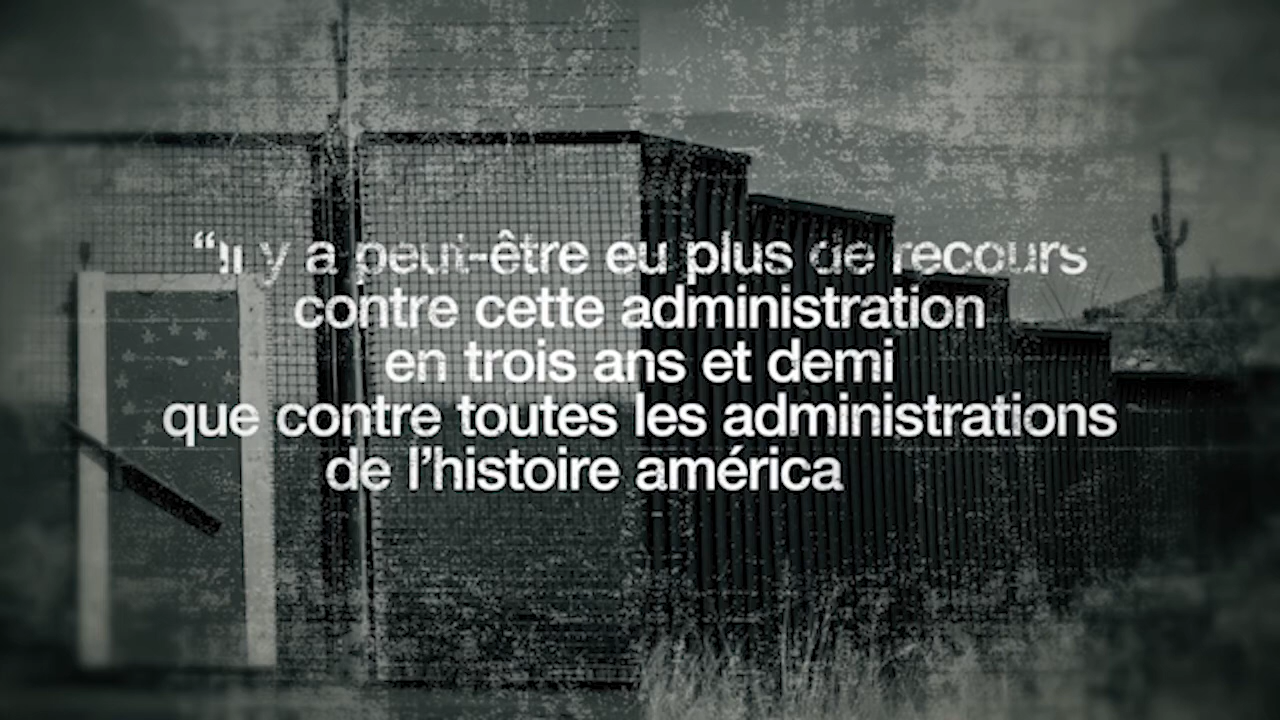 “Il y a peut-être eu plus de recours
contre cette administration
en trois ans et demi
que contre toutes les administrations
de l’histoire américa